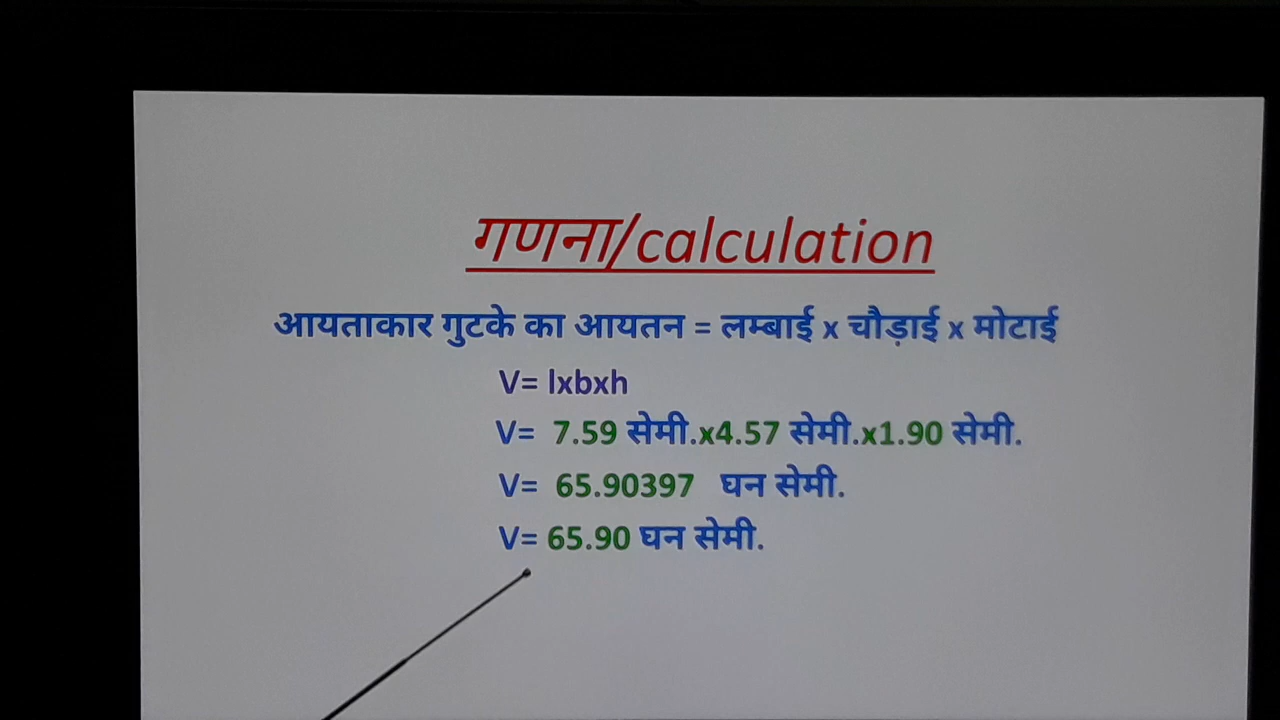 गणना/calculation
आयताकार गुटके का आयतन = लम्बाई x चौड़ाई x मोटाई
V= lxbxh
V= 7.59 सेमी.x4.57 सेमी.x1.90 सेमी.
V= 65.90397 घन सेमी.
V= 65.90 घन सेमी.